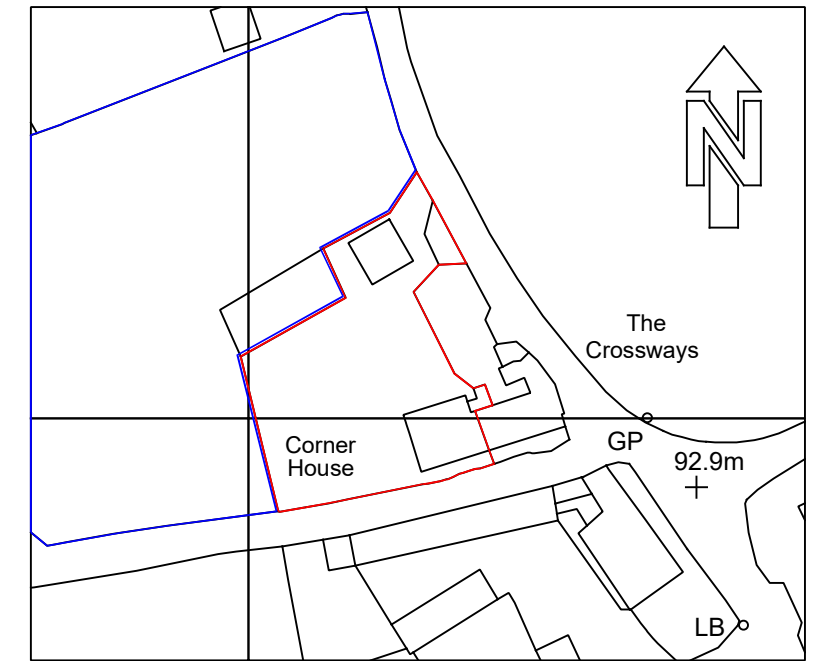 N
The
Crossways
Corner
House
GP
92.9m
LB